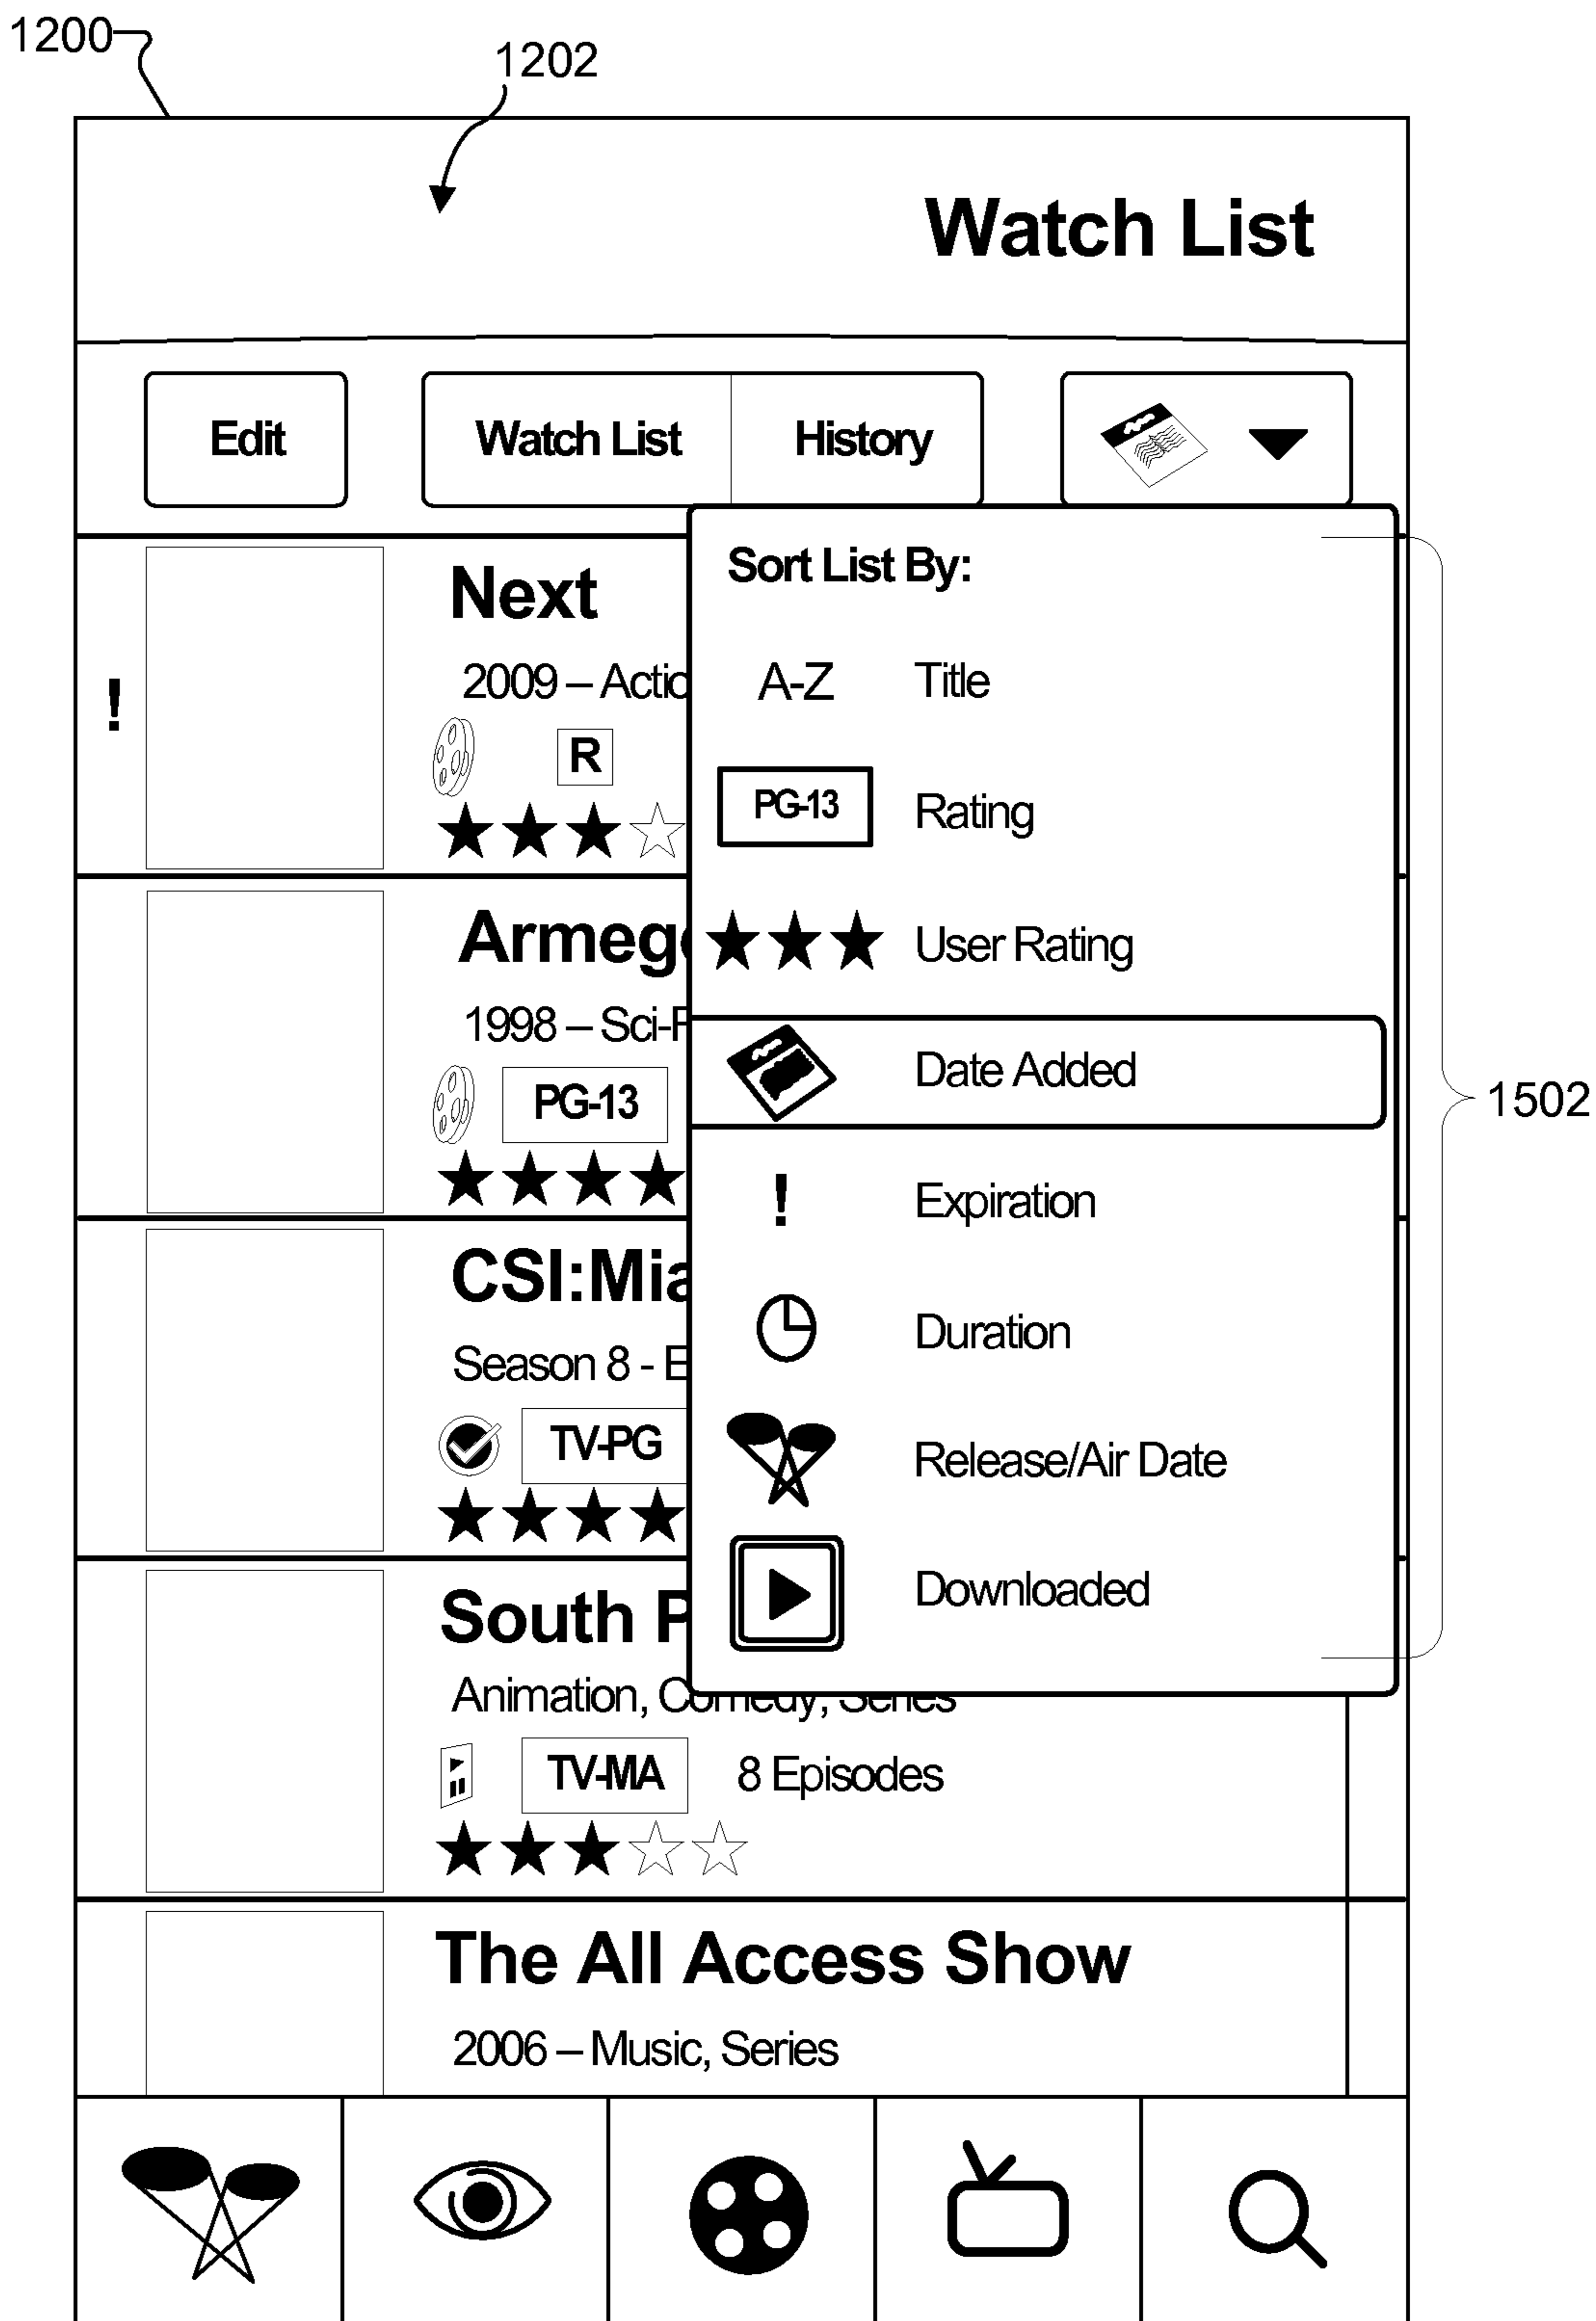 1200
1202
Watch List
Edit
Watch List
History
Sort List By:
A-Z Title
PG-13 Rating
User Rating
Date Added
! Expiration
Duration
Release/Air Date
Downloaded
1502
Next
!
2009 – Actio
R
Armeg
1998 – Sci-F
PG-13
CSI:Mia
Season 8 - E
TV-PG
South P
Animation, Comedy, Series
TV-MA 8 Episodes
The All Access Show
2006 – Music, Series